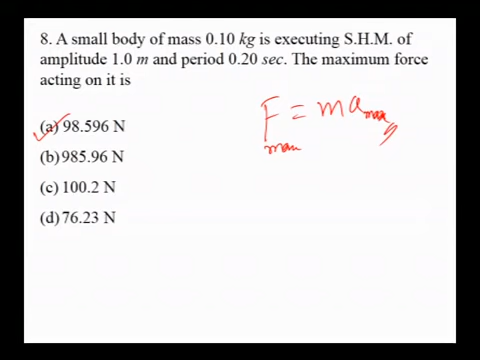 8. A small body of mass 0.10 kg is executing S.H.M. of
amplitude 1.0 m and period 0.20 sec. The maximum force
acting on it is
(a) 98.596 N
(b) 985.96 N
(c) 100.2 N
(d) 76.23 N
F = m a max
max